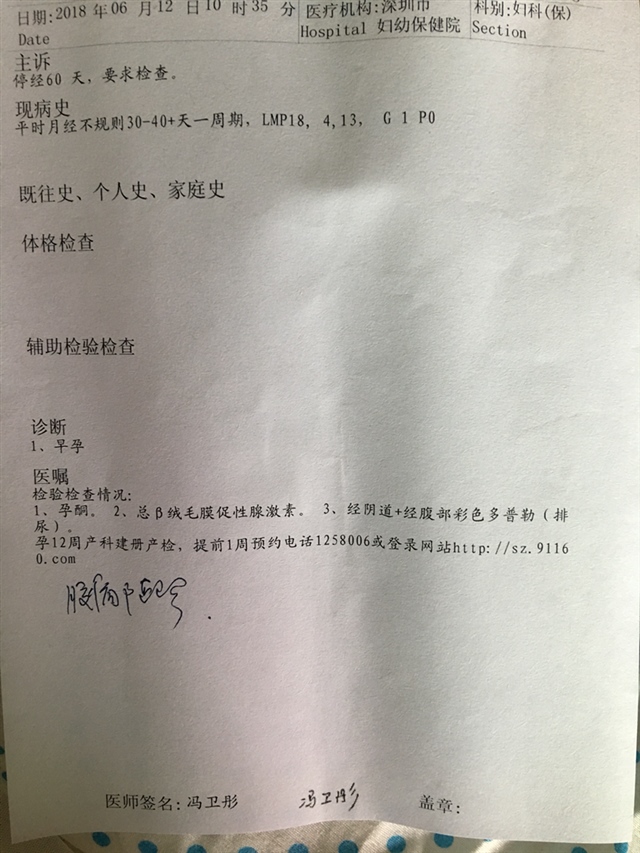 日期:2018 年 06 月 12 日 10 时 35 分 医疗机构:深圳市 科别:妇科(保)
Date Hospital 妇幼保健院 Section
主诉
停经60 天，要求检查。
现病史
平时月经不规则30-40+天一周期，LMP18, 4,13， G 1 P0
既往史、个人史、家庭史
体格检查
辅助检验检查
诊断
1、早孕
医嘱
检验检查情况:
1、孕酮。 2、总β绒毛膜促性腺激素。 3、经阴道+经腹部彩色多普勒（排
尿）。
孕12周产科建册产检，提前1周预约电话1258006或登录网站http://sz.9116
0.com
医师签名:冯卫彤 冯卫彤 盖章: